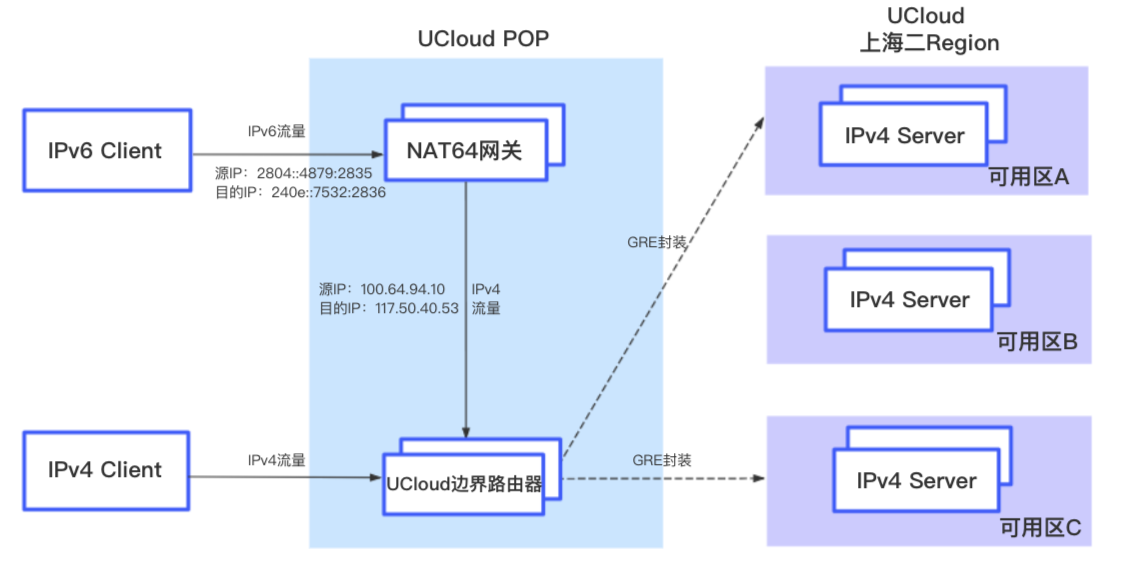 UCloud POP
UCloud
上海二Region
IPv6 Client
IPv6流量
源IP：2804::4879:2835
目的IP：240e::7532:2836
NAT64网关
IPv4 Server
可用区A
GRE封装
源IP：100.64.94.10
目的IP：117.50.40.53
IPv4
流量
IPv4 Server
可用区B
IPv4 Client
IPv4流量
UCloud边界路由器
GRE封装
IPv4 Server
可用区C